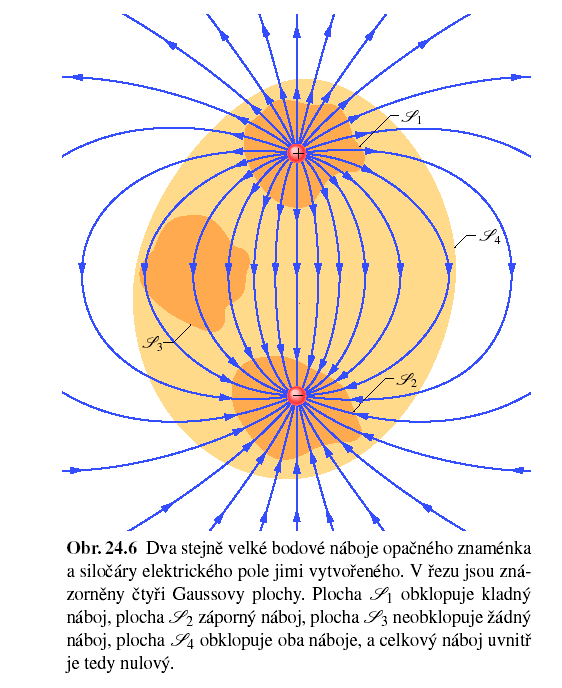 +
𝒮1
𝒮4
𝒮3
𝒮2
−
Obr. 24.6 Dva stejně velké bodové náboje opačného znaménka
a siločáry elektrického pole jimi vytvořeného. V řezu jsou zná-
zorněny čtyři Gaussovy plochy. Plocha 𝒮1 obklopuje kladný
náboj, plocha 𝒮2 záporný náboj, plocha 𝒮3 neobklopuje žádný
náboj, plocha 𝒮4 obklopuje oba náboje, a celkový náboj uvnitř
je tedy nulový.